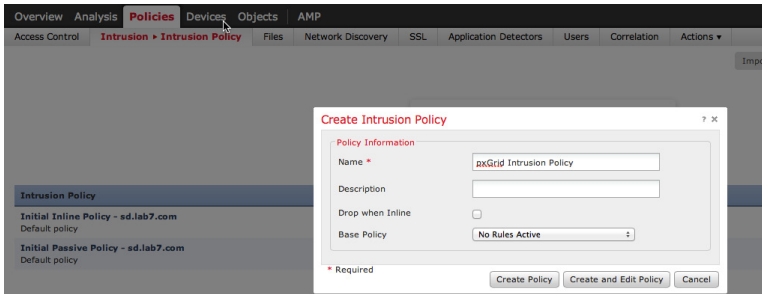 Overview Analysis Policies Devices Objects AMP
Access Control Intrusion ▸ Intrusion Policy Files Network Discovery SSL Application Detectors Users Correlation Actions ▾
Create Intrusion Policy ? ×
Policy Information
Name * pxGrid Intrusion Policy
Description
Drop when Inline
Base Policy No Rules Active
Intrusion Policy
Initial Inline Policy - sd.lab7.com
Default policy
Initial Passive Policy - sd.lab7.com
Default policy
* Required
Create Policy Create and Edit Policy Cancel